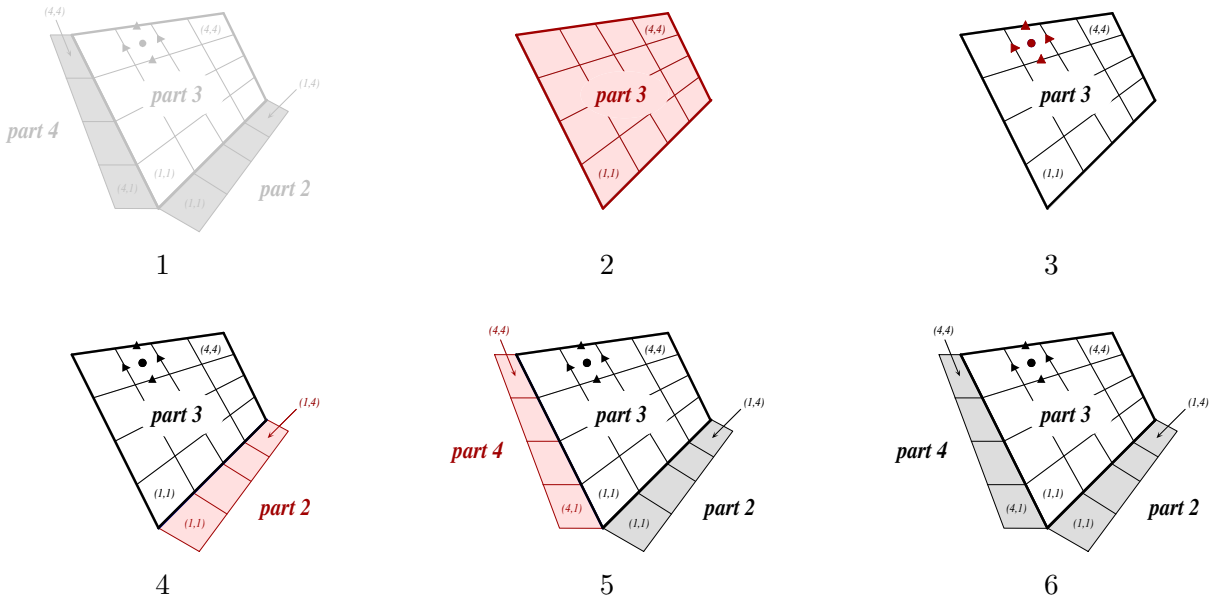 (4,4)
(4,4)
part 3
(1,4)
part 4
(1,1)
(4,1)
(1,1)
part 2
1
(4,4)
part 3
(1,1)
2
(4,4)
part 3
(1,1)
3
(4,4)
part 3
(1,4)
(1,1)
(1,1)
part 2
4
(4,4)
(4,4)
part 3
(1,4)
part 4
(1,1)
(4,1)
(1,1)
part 2
5
(4,4)
(4,4)
part 3
(1,4)
part 4
(1,1)
(4,1)
(1,1)
part 2
6